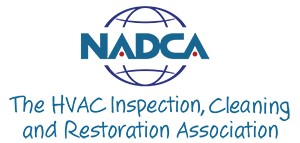 NADCA
The HVAC Inspection, Cleaning
and Restoration Association